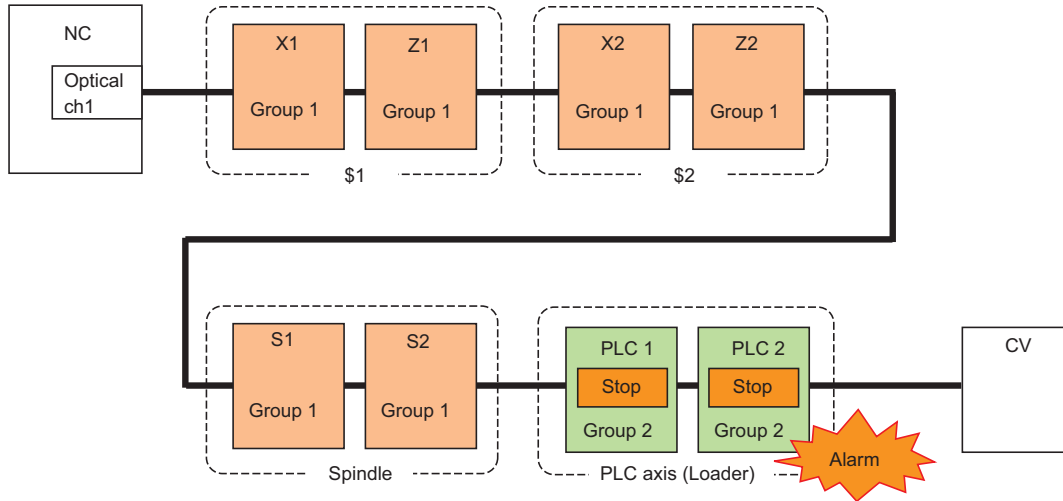 NC
Optical
ch1
X1
Group 1
Z1
Group 1
$1
X2
Group 1
Z2
Group 1
$2
S1
Group 1
S2
Group 1
Spindle
PLC 1
Stop
Group 2
PLC 2
Stop
Group 2
PLC axis (Loader)
Alarm
CV